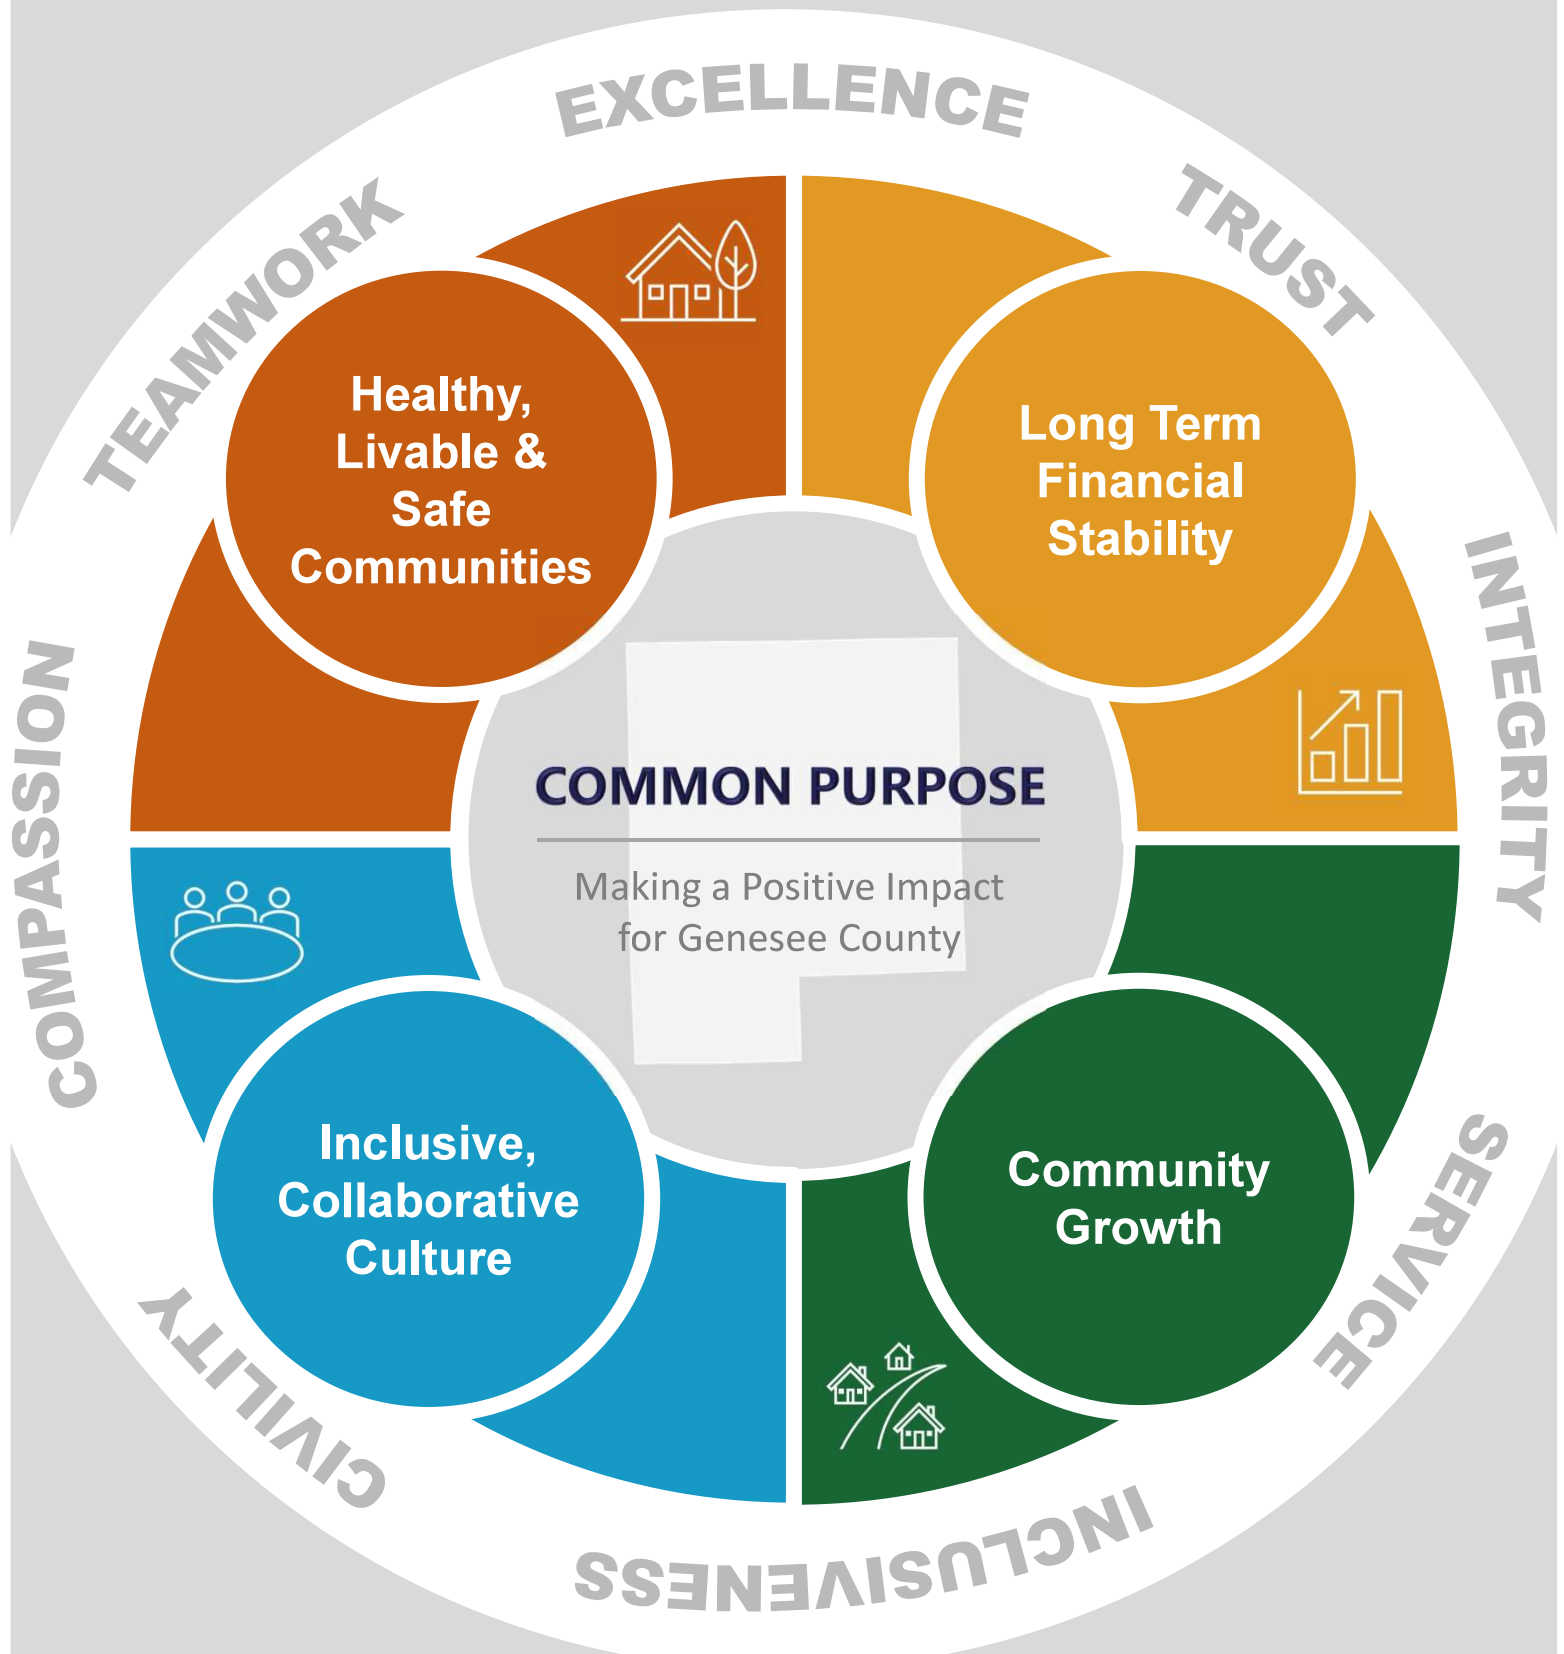 EXCELLENCE
TRUST
INTEGRITY
SERVICE
INCLUSIVENESS
CIVILITY
COMPASSION
TEAMWORK
Healthy,
Livable &
Safe
Communities
Long Term
Financial
Stability
COMMON PURPOSE
Making a Positive Impact
for Genesee County
Inclusive,
Collaborative
Culture
Community
Growth